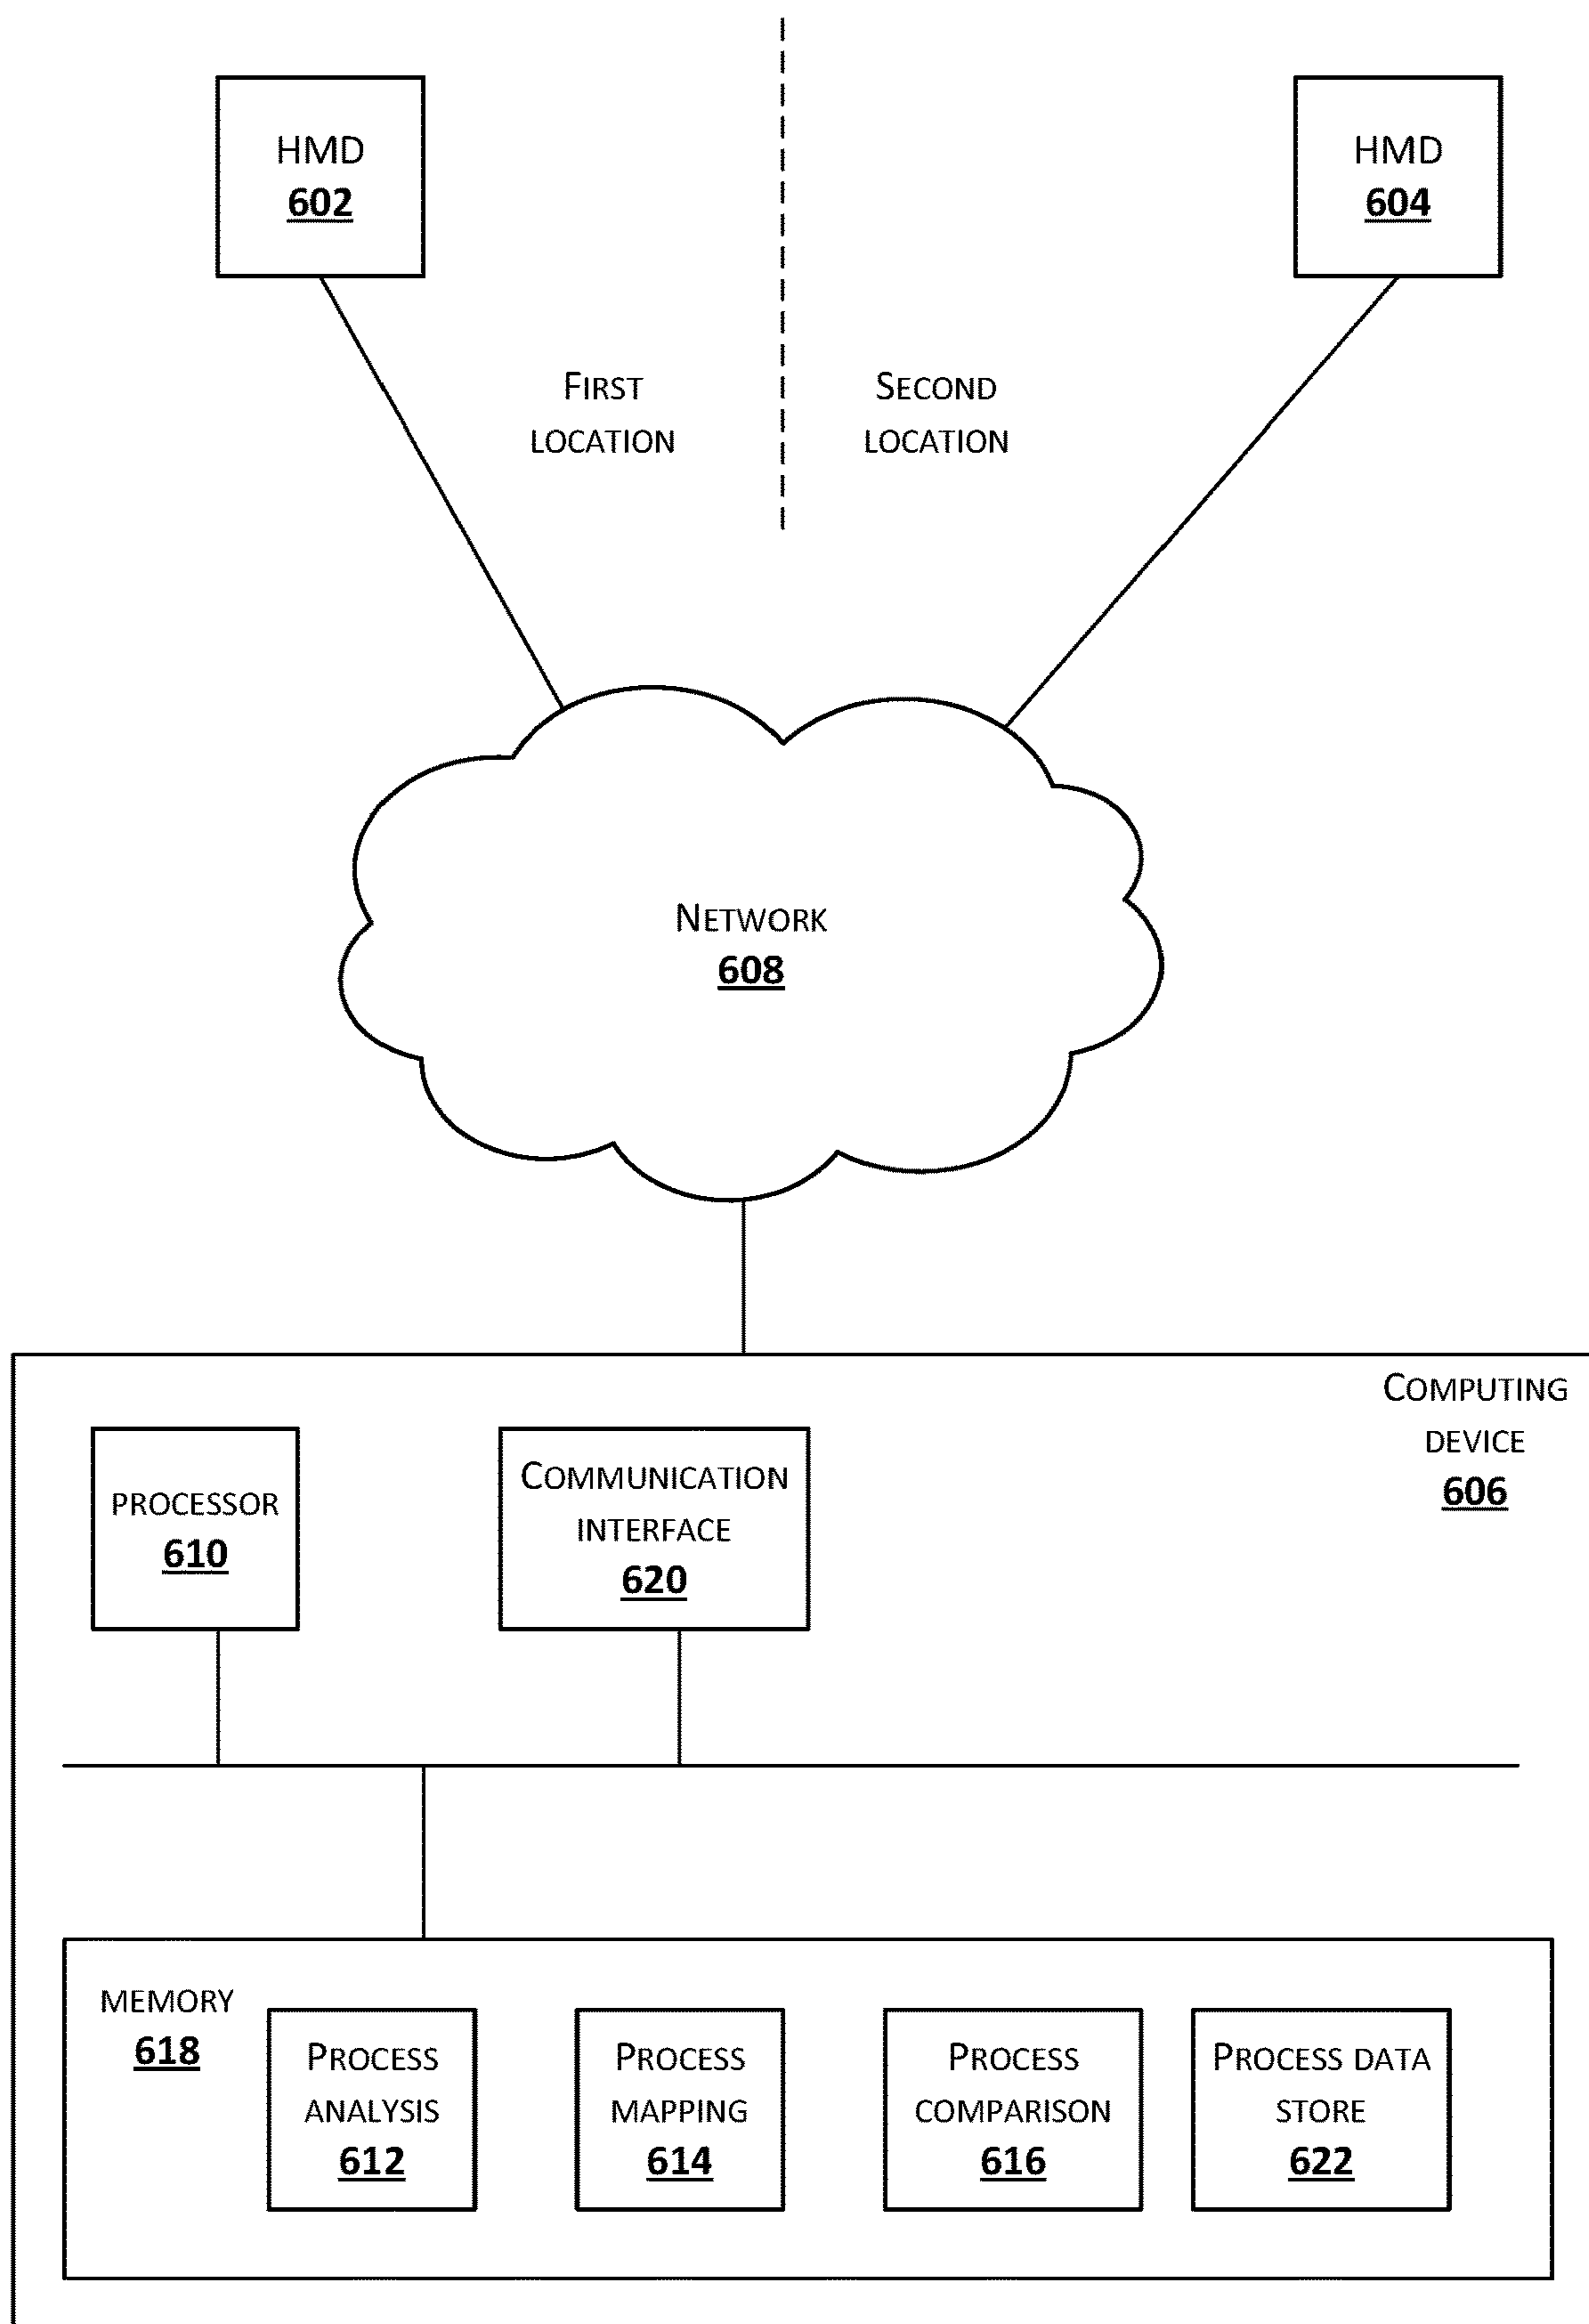 HMD
602
HMD
604
FIRST
LOCATION
SECOND
LOCATION
NETWORK
608
COMPUTING
DEVICE
606
PROCESSOR
610
COMMUNICATION
INTERFACE
620
MEMORY
618
PROCESS
ANALYSIS
612
PROCESS
MAPPING
614
PROCESS
COMPARISON
616
PROCESS DATA
STORE
622